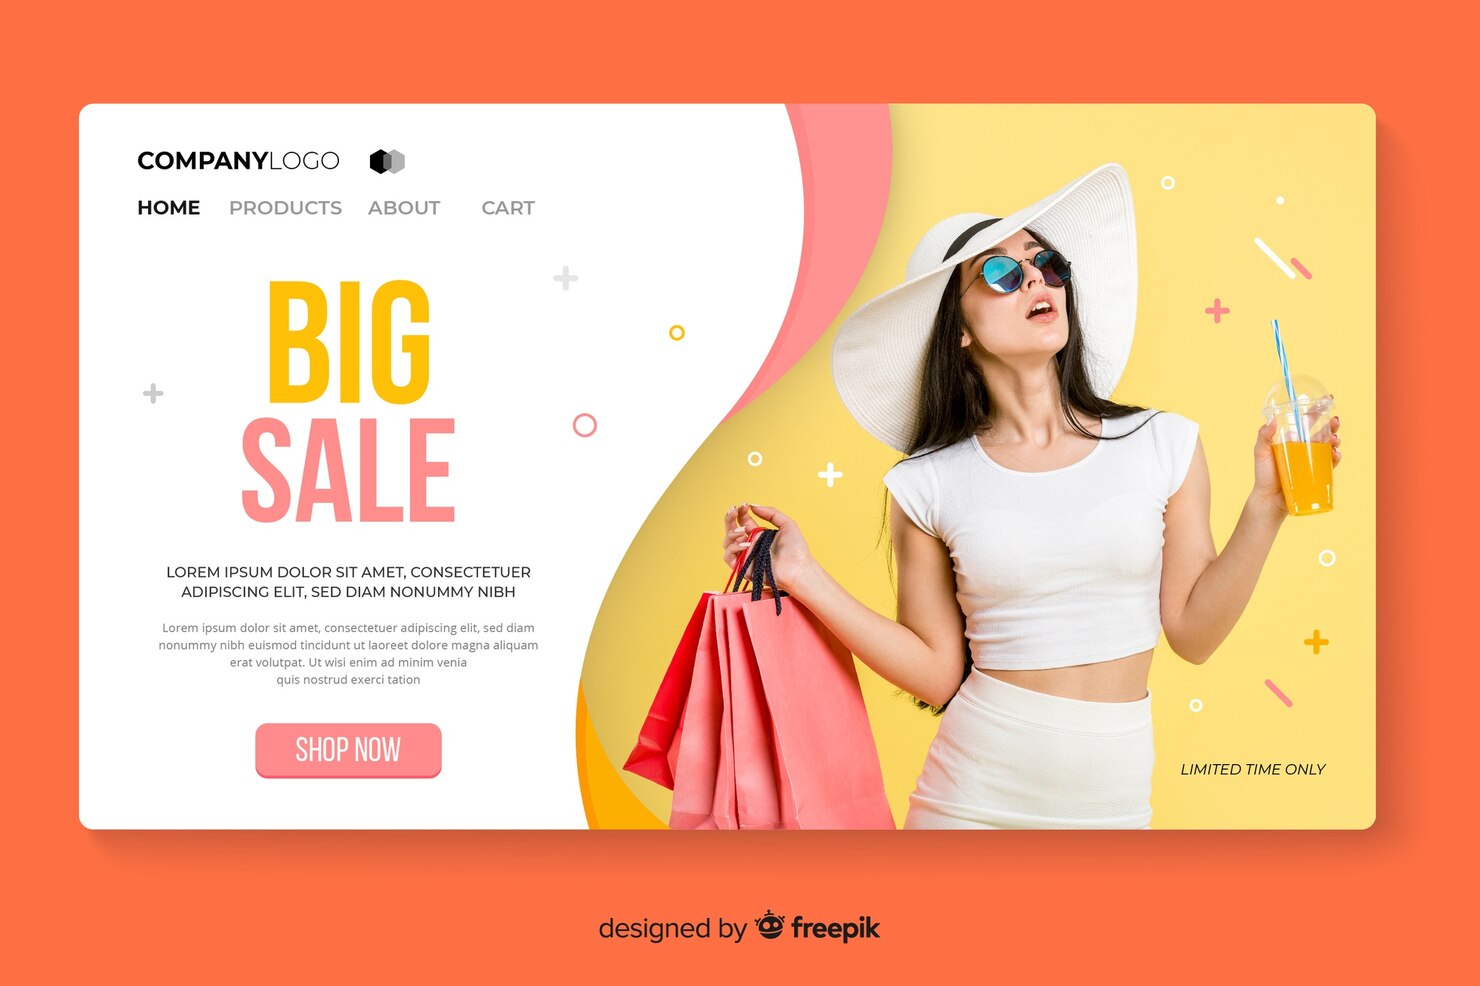 COMPANYLOGO
HOME PRODUCTS ABOUT CART
BIG
SALE
LOREM IPSUM DOLOR SIT AMET, CONSECTETUER
ADIPISCING ELIT, SED DIAM NONUMMY NIBH
Lorem ipsum dolor sit amet, consectetuer adipiscing elit, sed diam
nonummy nibh euismod tincidunt ut laoreet dolore magna aliquam
erat volutpat. Ut wisi enim ad minim venia
quis nostrud exerci tation
SHOP NOW
LIMITED TIME ONLY
designed by freepik